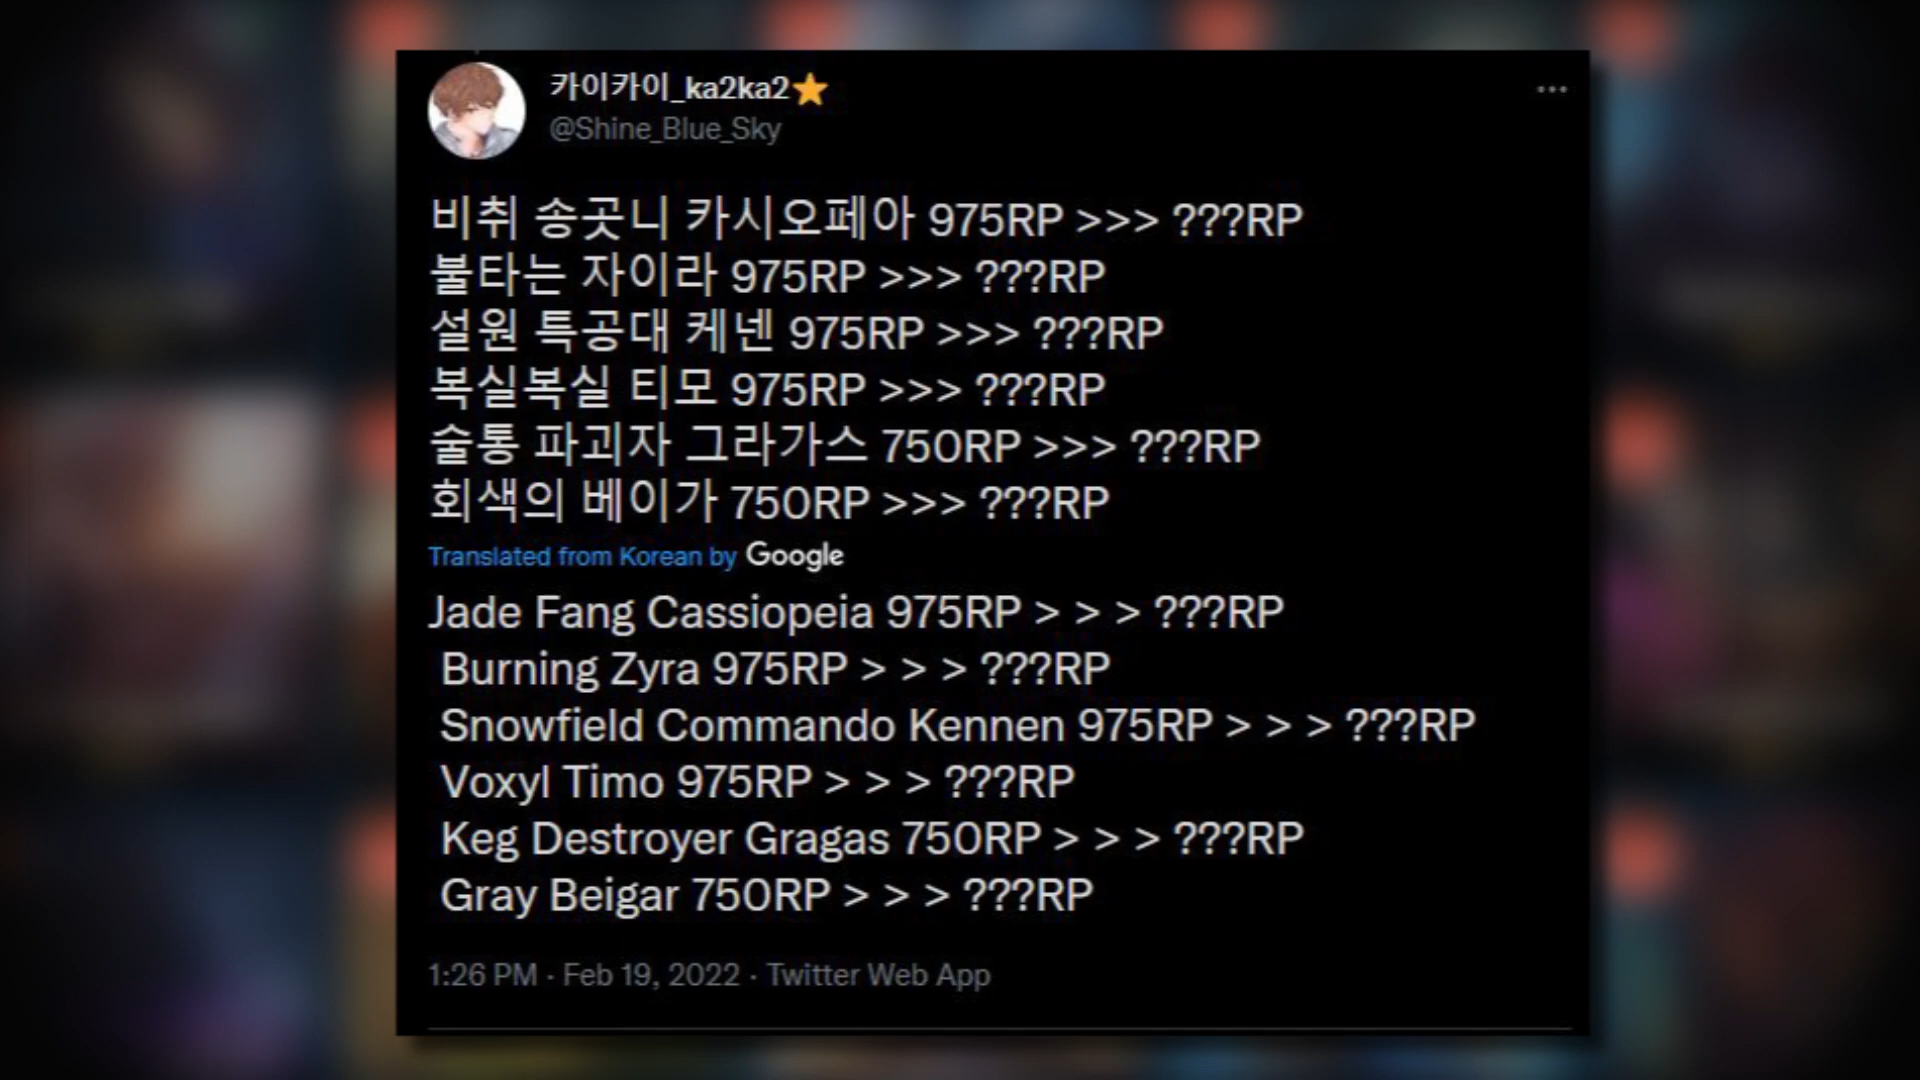 카이카이_ka2ka2⭐
@Shine_Blue_Sky
비취 송곳니 카시오페아 975RP >>> ???RP
불타는 자이라 975RP >>> ???RP
설원 특공대 케넨 975RP >>> ???RP
복실복실 티모 975RP >>> ???RP
술통 파괴자 그라가스 750RP >>> ???RP
회색의 베이가 750RP >>> ???RP
Translated from Korean by Google
Jade Fang Cassiopeia 975RP > > > ???RP
Burning Zyra 975RP > > > ???RP
Snowfield Commando Kennen 975RP > > > ???RP
Voxyl Timo 975RP > > > ???RP
Keg Destroyer Gragas 750RP > > > ???RP
Gray Beigar 750RP > > > ???RP
1:26 PM · Feb 19, 2022 · Twitter Web App